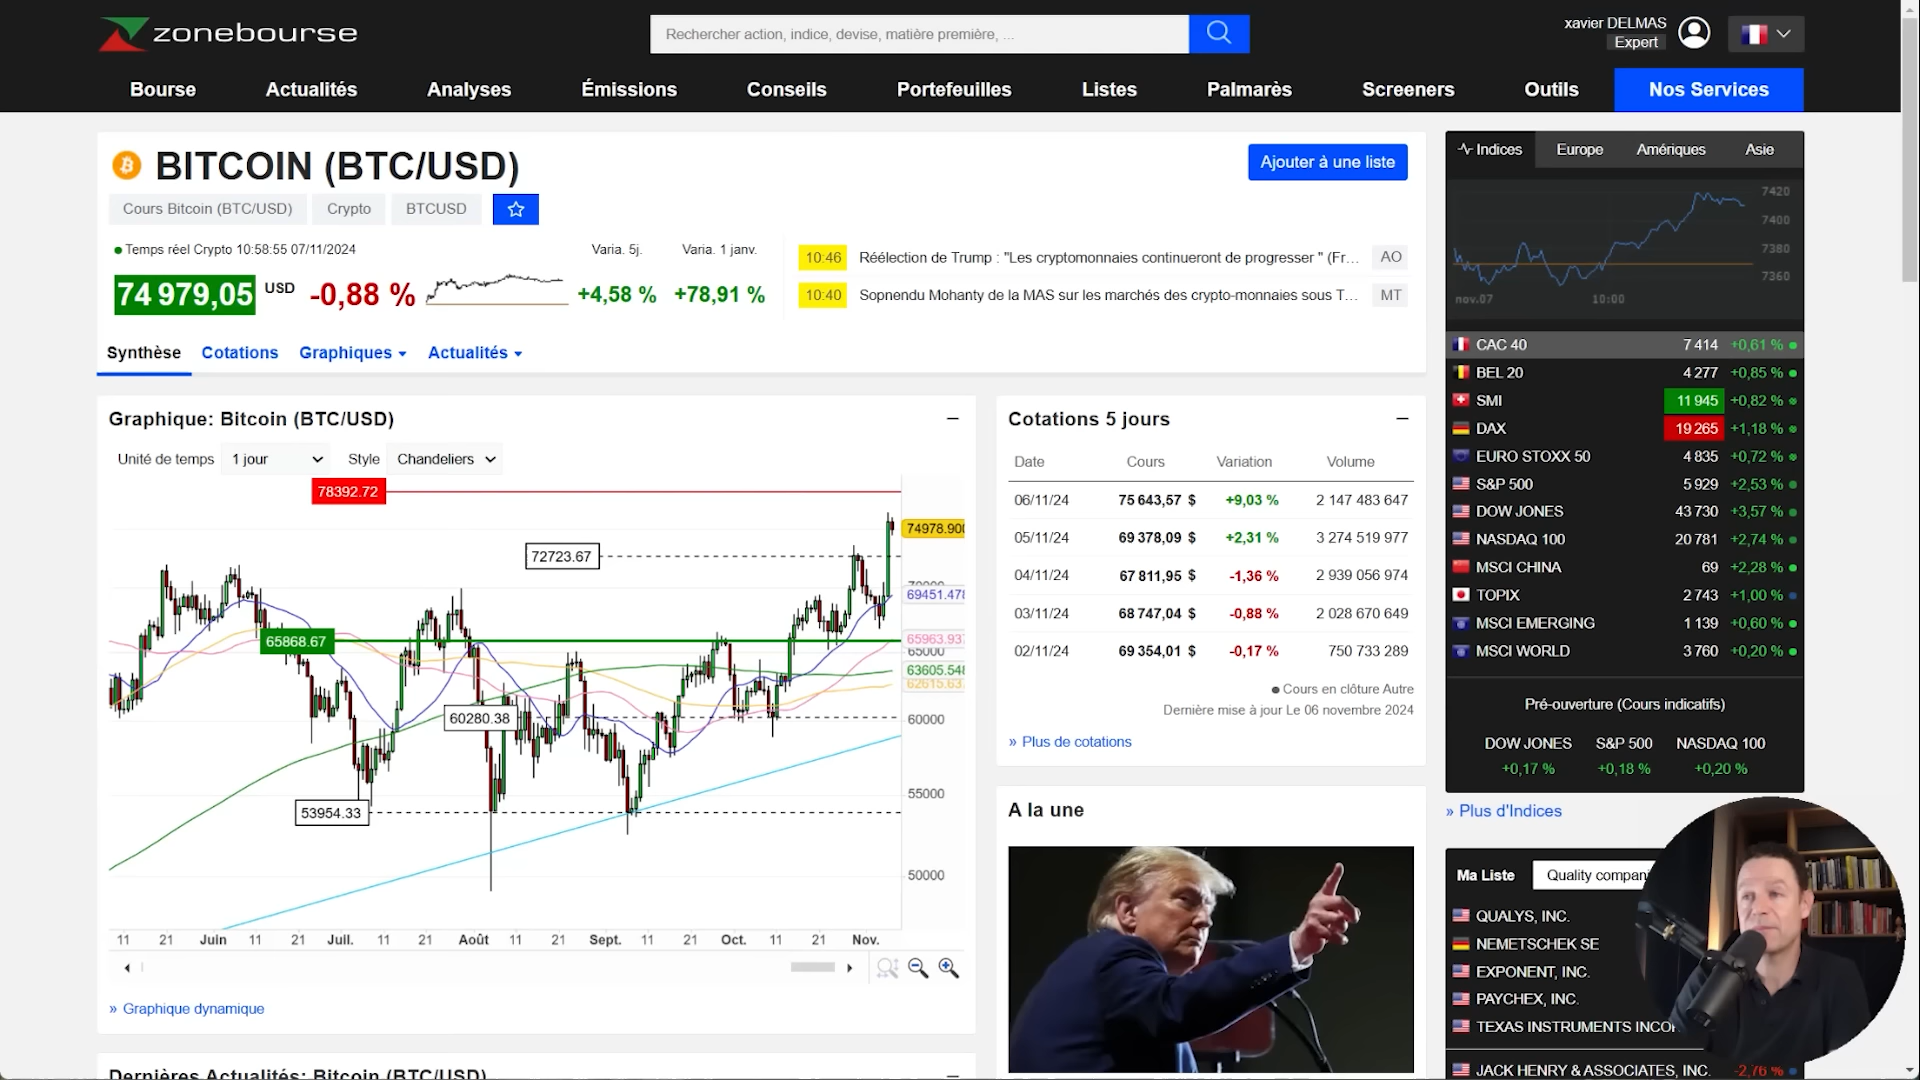 zonebourse
Rechercher action, indice, devise, matière première, ...
xavier DELMAS
Expert
Bourse Actualités Analyses Émissions Conseils Portefeuilles Listes Palmarès Screeners Outils Nos Services
BITCOIN (BTC/USD)
Ajouter à une liste
Cours Bitcoin (BTC/USD) Crypto BTCUSD
Temps réel Crypto 10:58:55 07/11/2024 Varia. 5j. Varia. 1 janv.
74 979,05 USD -0,88 % +4,58 % +78,91 %
10:46 Réélection de Trump : "Les cryptomonnaies continueront de progresser " (Fr... AO
10:40 Sopnendu Mohanty de la MAS sur les marchés des crypto-monnaies sous T... MT
Synthèse Cotations Graphiques Actualités
Graphique: Bitcoin (BTC/USD)
Unité de temps 1 jour Style Chandeliers
78392.72
74978.900
72723.67
69451.478
65868.67
65963.937
65000
63605.548
62615.637
60280.38
60000
55000
53954.33
50000
11 21 Juin 11 21 Juil. 11 21 Août 11 21 Sept. 11 21 Oct. 11 21 Nov.
» Graphique dynamique
Dernières Actualités: Bitcoin (BTC/USD)
Cotations 5 jours
Date Cours Variation Volume
06/11/24 75 643,57 $ +9,03 % 2 147 483 647
05/11/24 69 378,09 $ +2,31 % 3 274 519 977
04/11/24 67 811,95 $ -1,36 % 2 939 056 974
03/11/24 68 747,04 $ -0,88 % 2 028 670 649
02/11/24 69 354,01 $ -0,17 % 750 733 289
Cours en clôture Autre
Dernière mise à jour Le 06 novembre 2024
» Plus de cotations
A la une
Indices Europe Amériques Asie
7420
7400
7380
7360
nov.07 10:00
CAC 40 7 414 +0,61 %
BEL 20 4 277 +0,85 %
SMI 11 945 +0,82 %
DAX 19 265 +1,18 %
EURO STOXX 50 4 835 +0,72 %
S&P 500 5 929 +2,53 %
DOW JONES 43 730 +3,57 %
NASDAQ 100 20 781 +2,74 %
MSCI CHINA 69 +2,28 %
TOPIX 2 743 +1,00 %
MSCI EMERGING 1 139 +0,60 %
MSCI WORLD 3 760 +0,20 %
Pré-ouverture (Cours indicatifs)
DOW JONES S&P 500 NASDAQ 100
+0,17 % +0,18 % +0,20 %
» Plus d'Indices
Ma Liste Quality compani
QUALYS, INC.
NEMETSCHEK SE
EXPONENT, INC.
PAYCHEX, INC.
TEXAS INSTRUMENTS INCO
JACK HENRY & ASSOCIATES, INC. -2,76 %